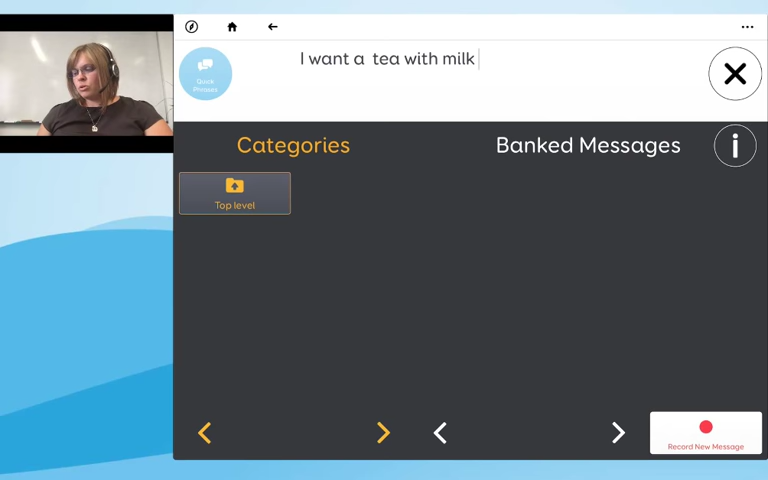 I want a  tea with milk
Quick
Phrases
Categories
Banked Messages
Top level
Record New Message